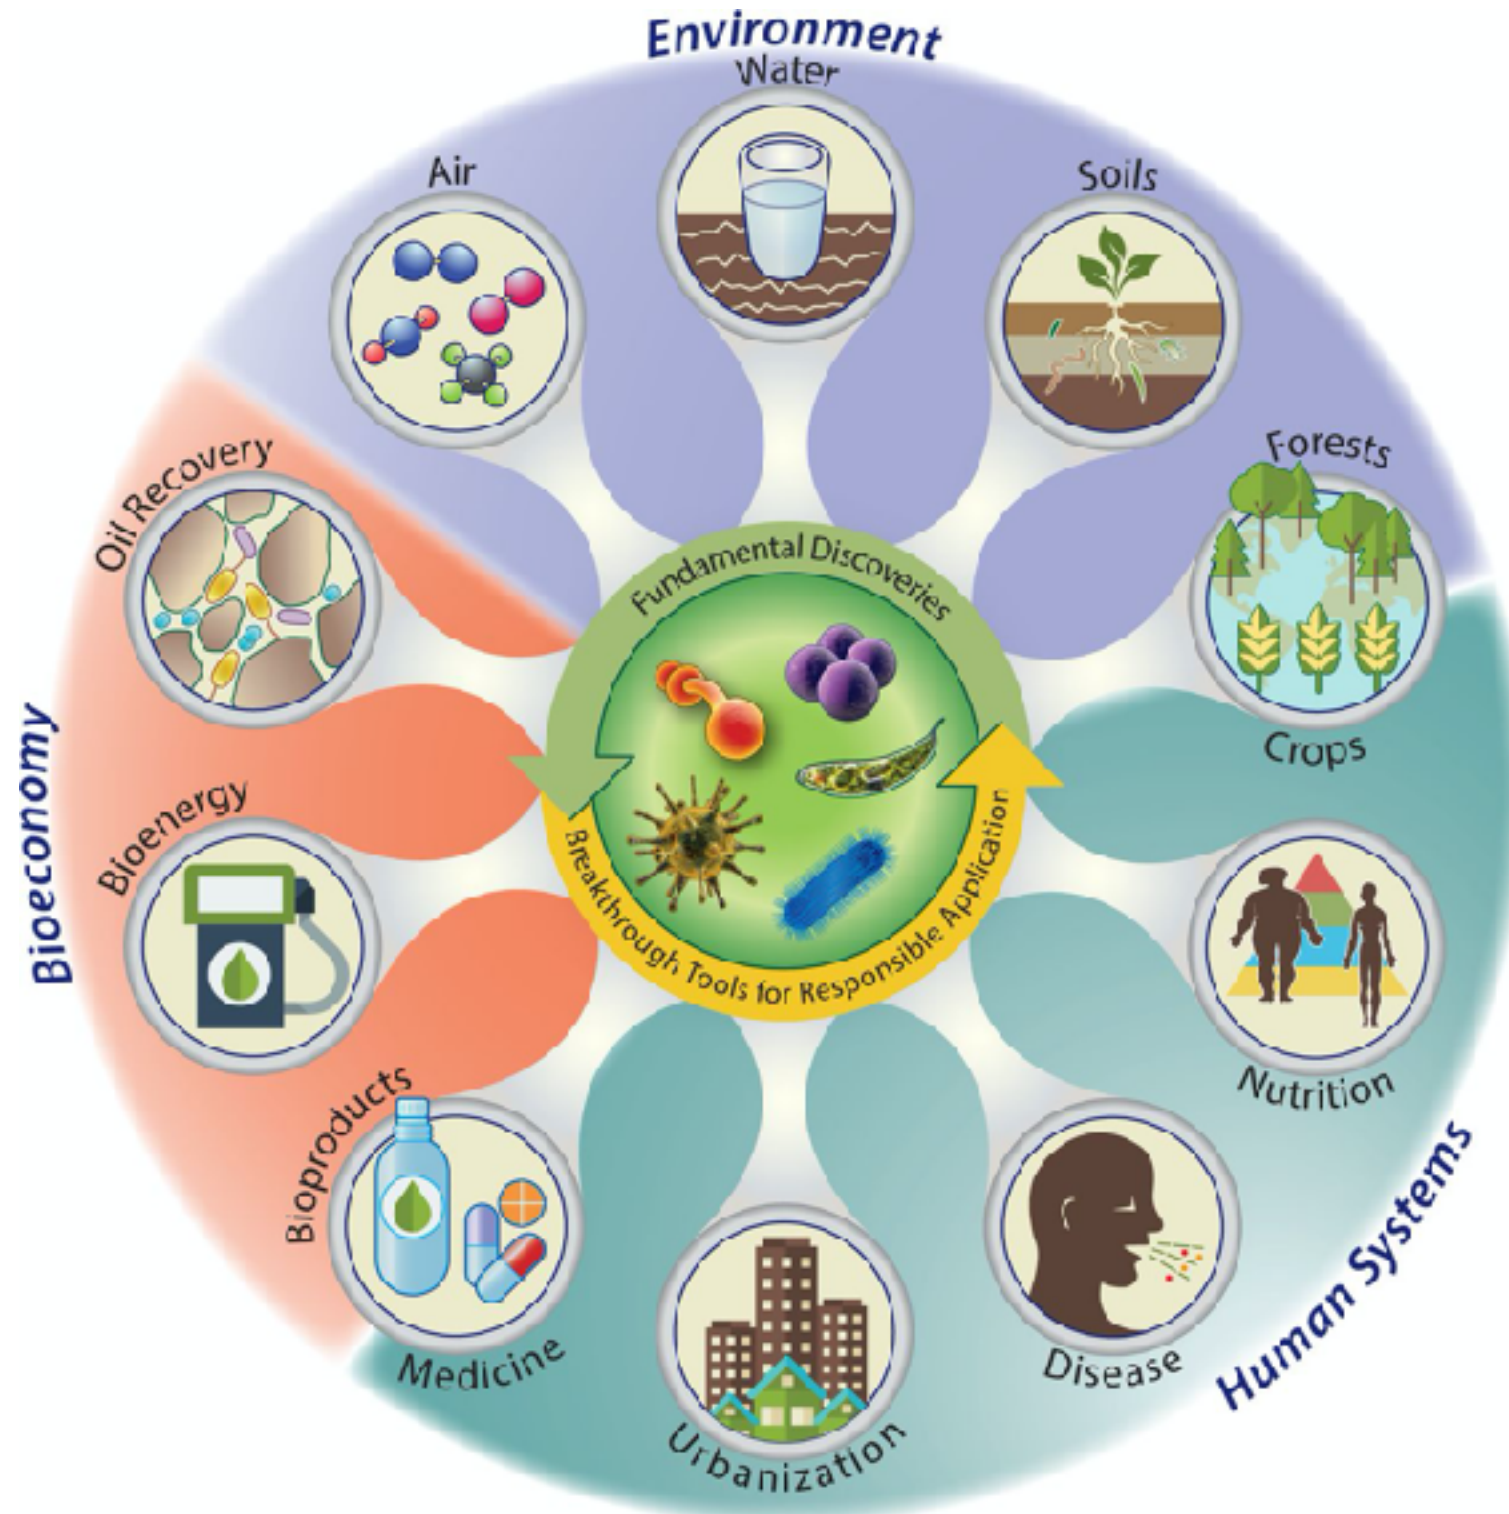 Environment
Water
Air
Soils
Forests
Crops
Oil Recovery
Fundamental Discoveries
Breakthrough Tools for Responsible Application
Bioeconomy
Bioenergy
Nutrition
Bioproducts
Human Systems
Medicine
Disease
Urbanization